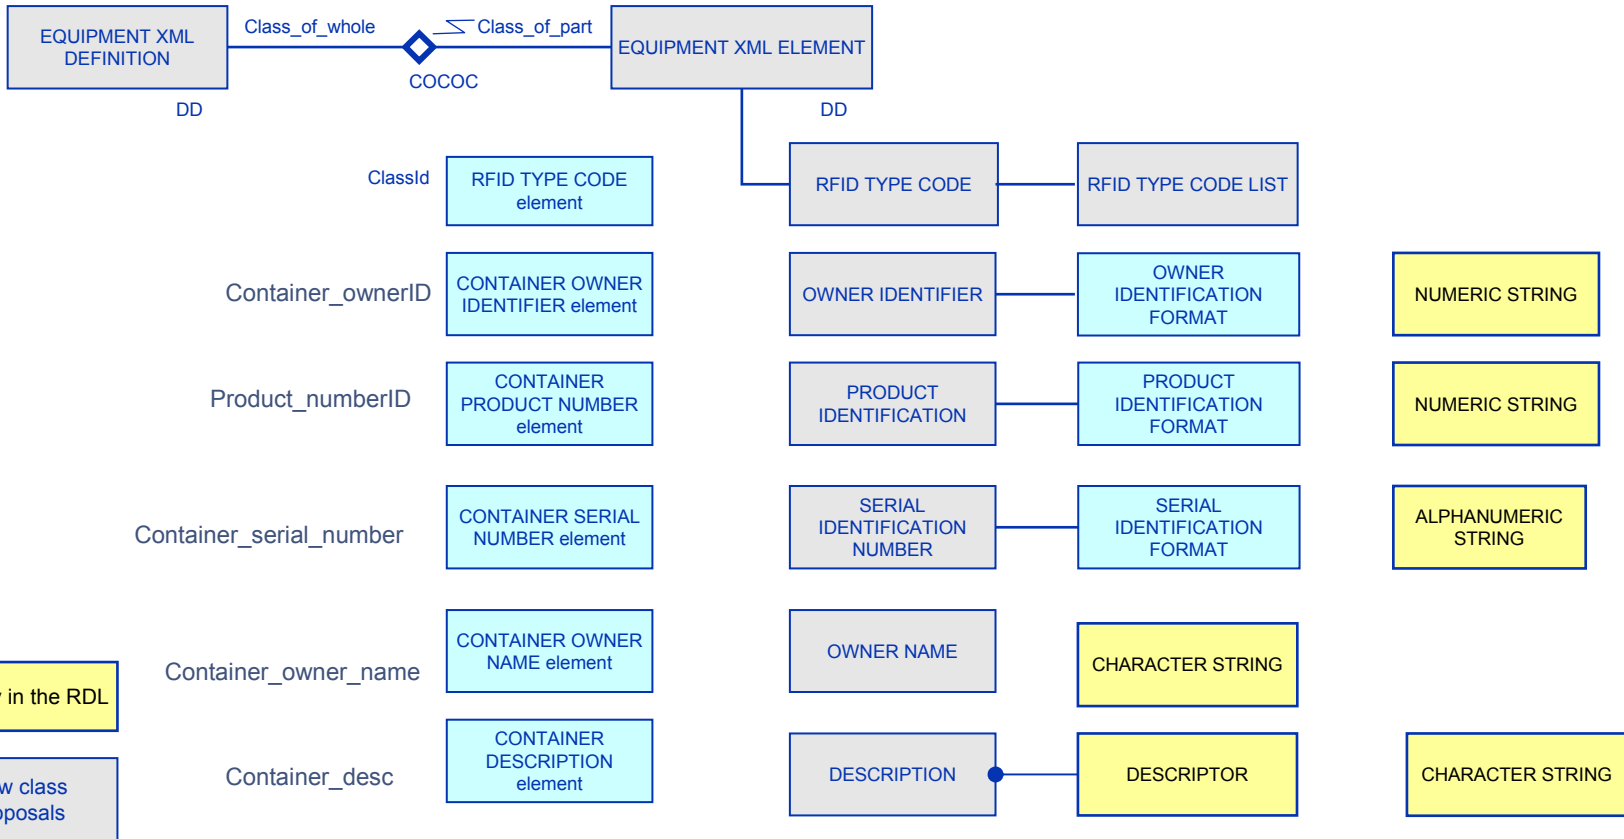 EQUIPMENT XML
DEFINITION
Class_of_whole
Class_of_part
EQUIPMENT XML ELEMENT
COCOC
DD
DD
ClassId
RFID TYPE CODE
element
RFID TYPE CODE
RFID TYPE CODE LIST
Container_ownerID
CONTAINER OWNER
IDENTIFIER element
OWNER IDENTIFIER
OWNER
IDENTIFICATION
FORMAT
NUMERIC STRING
Product_numberID
CONTAINER
PRODUCT NUMBER
element
PRODUCT
IDENTIFICATION
PRODUCT
IDENTIFICATION
FORMAT
NUMERIC STRING
Container_serial_number
CONTAINER SERIAL
NUMBER element
SERIAL
IDENTIFICATION
NUMBER
SERIAL
IDENTIFICATION
FORMAT
ALPHANUMERIC
STRING
Container_owner_name
CONTAINER OWNER
NAME element
OWNER NAME
CHARACTER STRING
in the RDL
Container_desc
CONTAINER
DESCRIPTION
element
DESCRIPTION
DESCRIPTOR
CHARACTER STRING
class